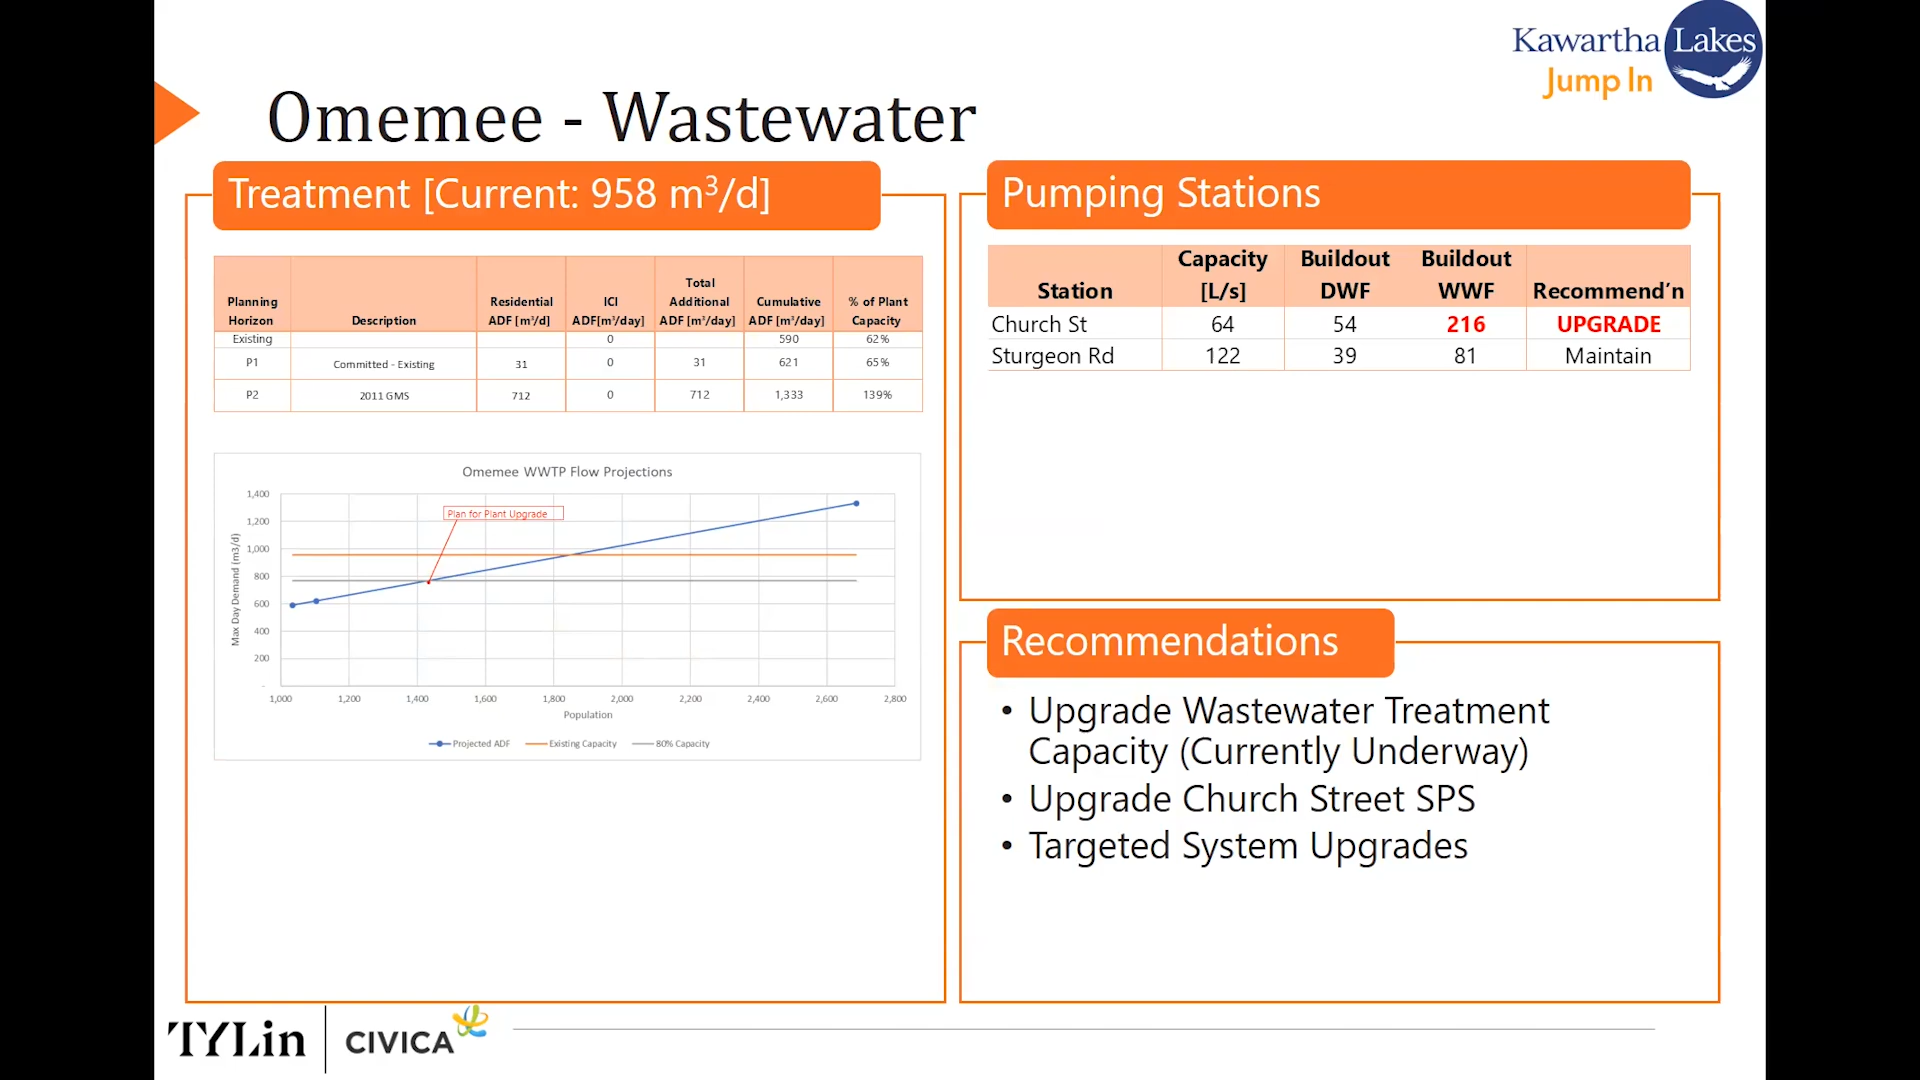 Kawartha Lakes
Jump In
Omemee - Wastewater
Treatment [Current: 958 m³/d]
Planning Horizon Description Residential ADF [m³/d] ICI ADF[m³/day] Total Additional ADF [m³/day] Cumulative ADF [m³/day] % of Plant Capacity
Existing 0 590 62%
P1 Committed - Existing 31 0 31 621 65%
P2 2011 GMS 712 0 712 1,333 139%
Omemee WWTP Flow Projections
Max Day Demand (m3/d)
1,400
1,200
1,000
800
600
400
200
-
Plan for Plant Upgrade
1,000 1,200 1,400 1,600 1,800 2,000 2,200 2,400 2,600 2,800
Population
Projected ADF Existing Capacity 80% Capacity
Pumping Stations
Station Capacity [L/s] Buildout DWF Buildout WWF Recommend'n
Church St 64 54 216 UPGRADE
Sturgeon Rd 122 39 81 Maintain
Recommendations
• Upgrade Wastewater Treatment
Capacity (Currently Underway)
• Upgrade Church Street SPS
• Targeted System Upgrades
TYLin CIVICA